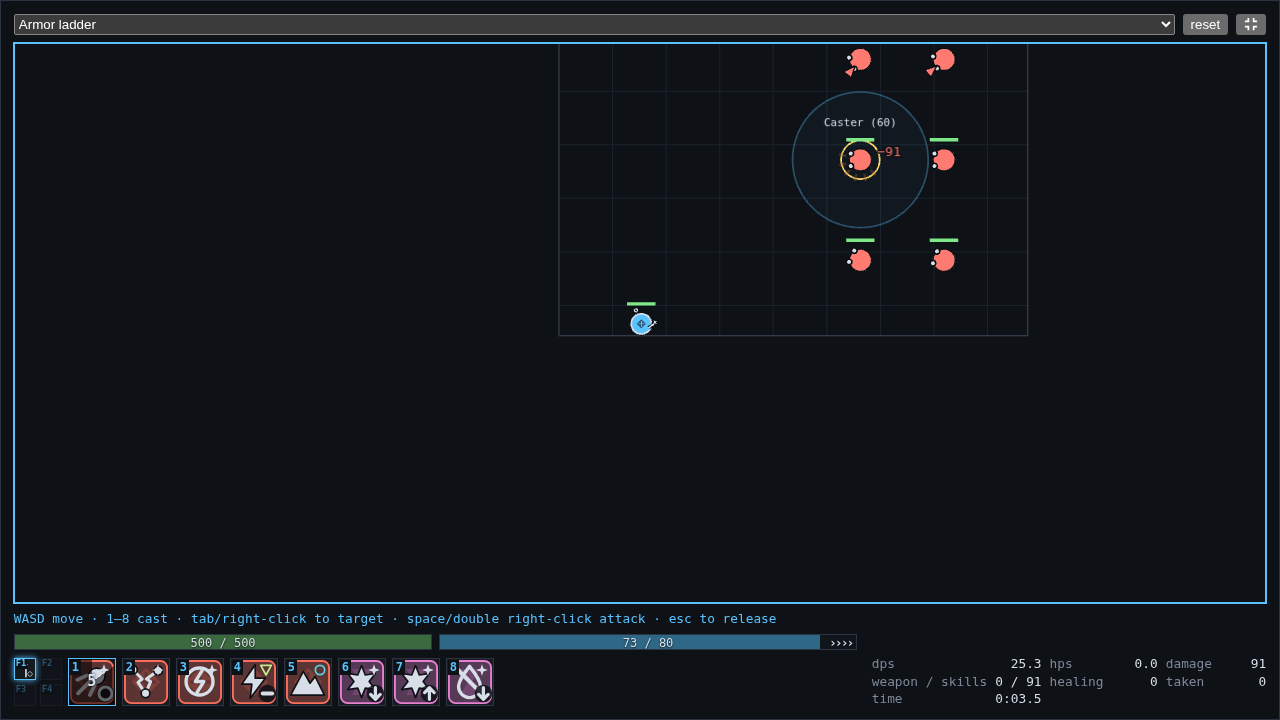 Armor ladder
reset
Caster (60)
-91
WASD move · 1–8 cast · tab/right-click to target · space/double right-click attack · esc to release
500 / 500
73 / 80
››››
F1 F2
F3 F4
1 5 2 3 4 5 6 7 8
dps 25.3 hps 0.0 damage 91
weapon / skills 0 / 91 healing 0 taken 0
time 0:03.5